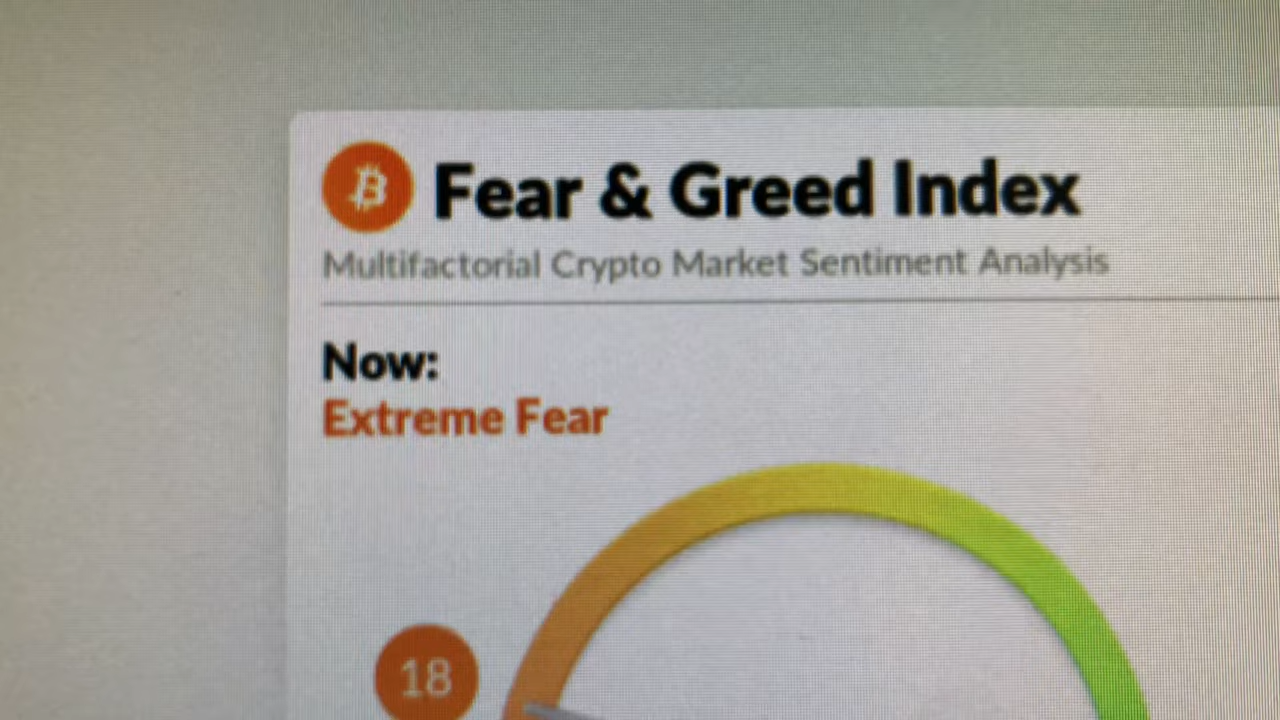 Fear & Greed Index
Multifactorial Crypto Market Sentiment Analysis
Now:
Extreme Fear
18